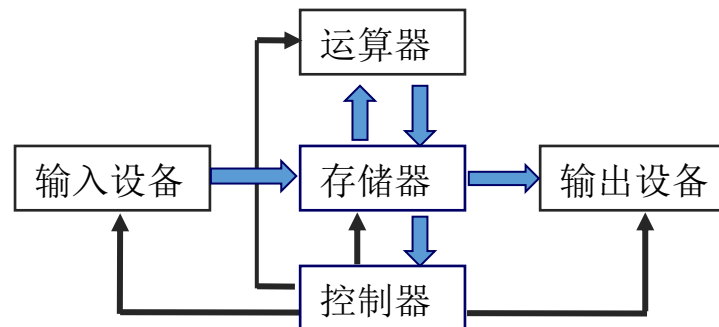 运算器
输入设备
存储器
输出设备
控制器